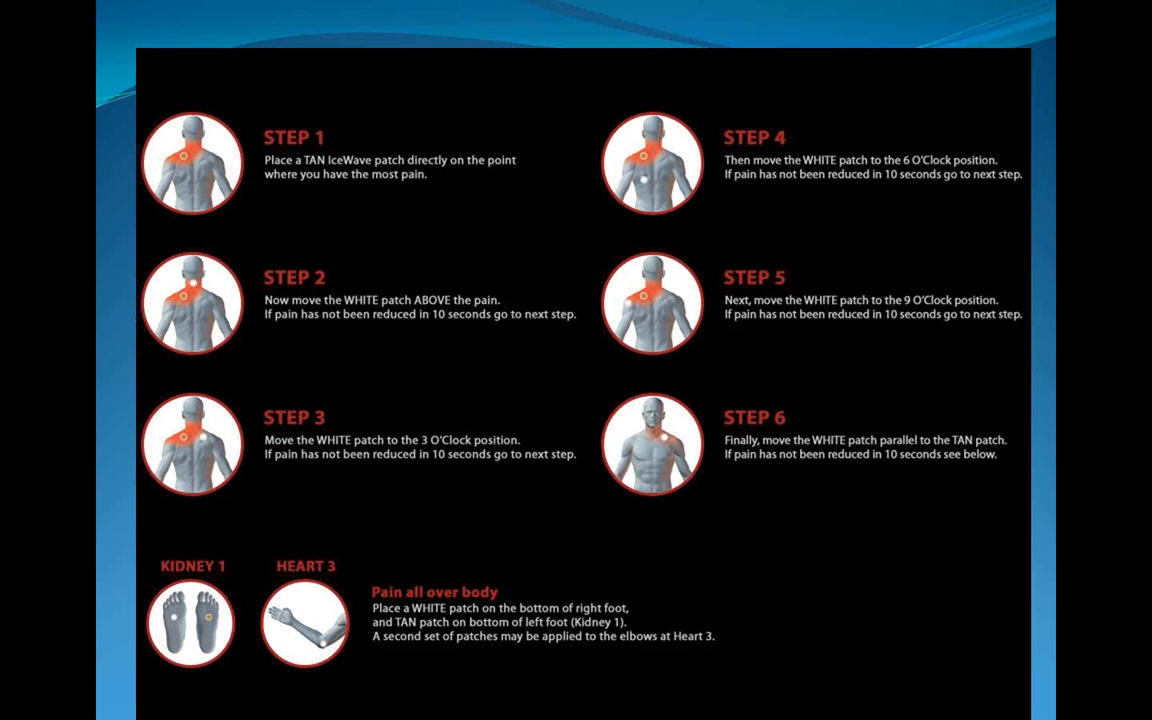 STEP 1
Place a TAN IceWave patch directly on the point
where you have the most pain.
STEP 2
Now move the WHITE patch ABOVE the pain.
If pain has not been reduced in 10 seconds go to next step.
STEP 3
Move the WHITE patch to the 3 O'Clock position.
If pain has not been reduced in 10 seconds go to next step.
STEP 4
Then move the WHITE patch to the 6 O'Clock position.
If pain has not been reduced in 10 seconds go to next step.
STEP 5
Next, move the WHITE patch to the 9 O'Clock position.
If pain has not been reduced in 10 seconds go to next step.
STEP 6
Finally, move the WHITE patch parallel to the TAN patch.
If pain has not been reduced in 10 seconds see below.
KIDNEY 1
HEART 3
Pain all over body
Place a WHITE patch on the bottom of right foot,
and TAN patch on bottom of left foot (Kidney 1).
A second set of patches may be applied to the elbows at Heart 3.